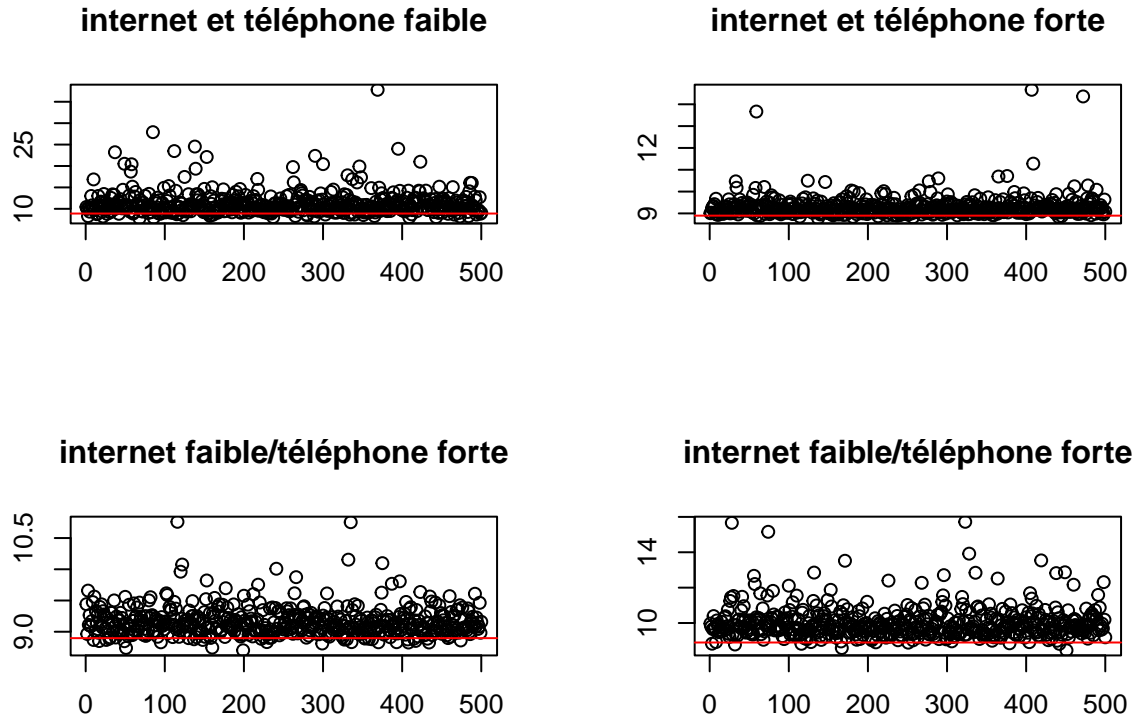 internet et téléphone faible
10 25
0 100 200 300 400 500
internet et téléphone forte
9 12
0 100 200 300 400 500
internet faible/téléphone forte
9.0 10.5
0 100 200 300 400 500
internet faible/téléphone forte
10 14
0 100 200 300 400 500